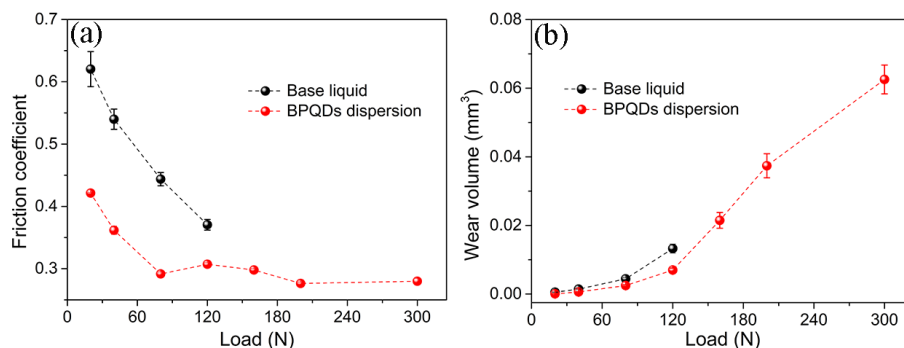 (a)
0.7
0.6
0.5
0.4
0.3
Friction coefficient
Base liquid
BPQDs dispersion
0 60 120 180 240 300
Load (N)
(b)
0.08
0.06
0.04
0.02
0.00
Wear volume (mm³)
Base liquid
BPQDs dispersion
0 60 120 180 240 300
Load (N)